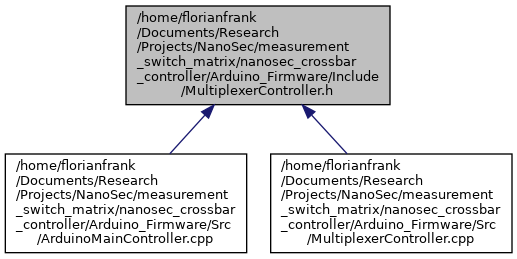 /home/florianfrank
/Documents/Research
/Projects/NanoSec/measurement
_switch_matrix/nanosec_crossbar
_controller/Arduino_Firmware/Include
/MultiplexerController.h
/home/florianfrank
/Documents/Research
/Projects/NanoSec/measurement
_switch_matrix/nanosec_crossbar
_controller/Arduino_Firmware/Src
/ArduinoMainController.cpp
/home/florianfrank
/Documents/Research
/Projects/NanoSec/measurement
_switch_matrix/nanosec_crossbar
_controller/Arduino_Firmware/Src
/MultiplexerController.cpp